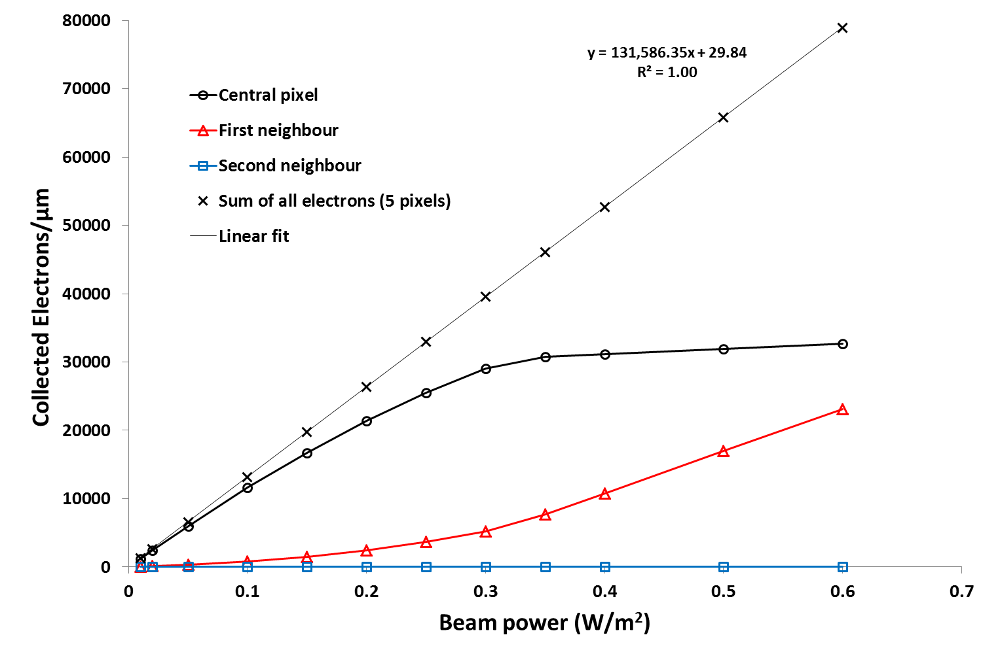 80000
70000
60000
50000
40000
30000
20000
10000
0
Collected Electrons/μm
y = 131,586.35x + 29.84
R² = 1.00
Central pixel
First neighbour
Second neighbour
Sum of all electrons (5 pixels)
Linear fit
0 0.1 0.2 0.3 0.4 0.5 0.6 0.7
Beam power (W/m²)